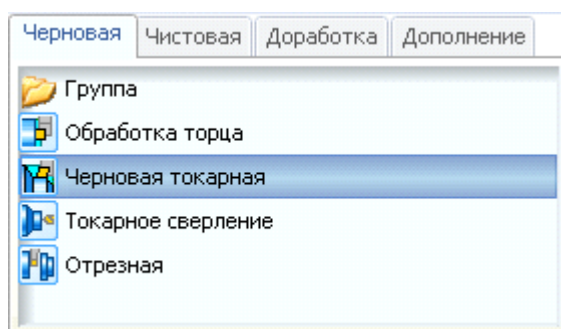 Черновая Чистовая Доработка Дополнение
Группа
Обработка торца
Черновая токарная
Токарное сверление
Отрезная